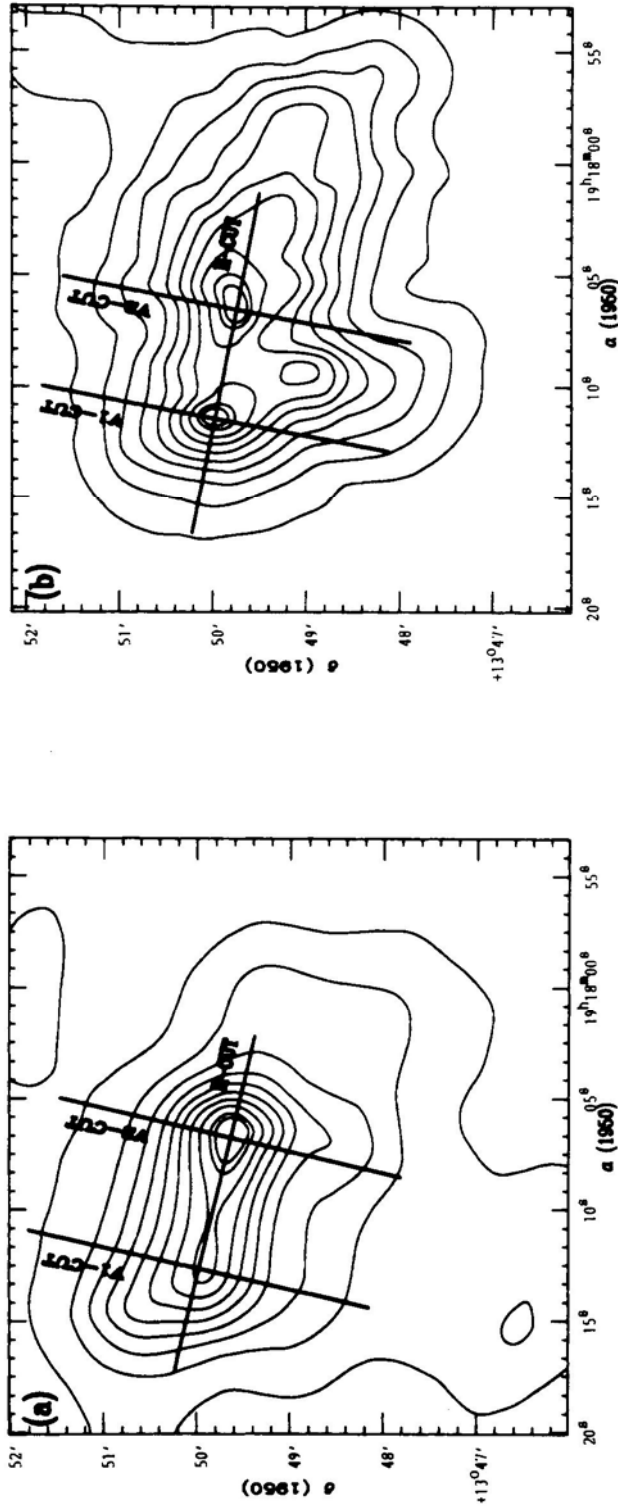 (a)
52'
51'
50'
49'
48'
+13°47'
δ (1950)
V1-CUT
V2-CUT
H-CUT
20ˢ
15ˢ
10ˢ
05ˢ
19ʰ18ᵐ00ˢ
55ˢ
α (1950)
(b)
52'
51'
50'
49'
48'
+13°47'
δ (1950)
V1-CUT
V2-CUT
H-CUT
20ˢ
15ˢ
10ˢ
05ˢ
19ʰ18ᵐ00ˢ
55ˢ
α (1950)